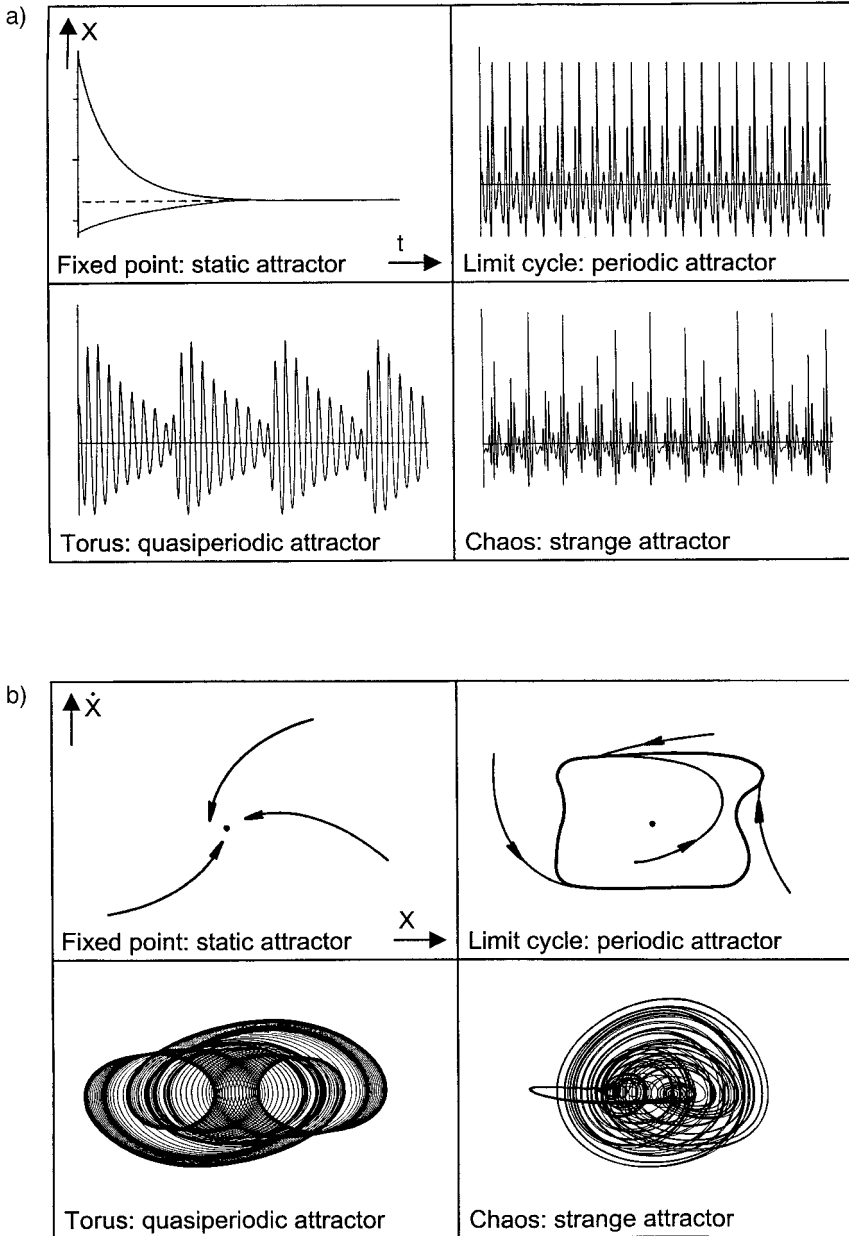 a)
X
t
Fixed point: static attractor
Limit cycle: periodic attractor
Torus: quasiperiodic attractor
Chaos: strange attractor
b)
Ẋ
X
Fixed point: static attractor
Limit cycle: periodic attractor
Torus: quasiperiodic attractor
Chaos: strange attractor